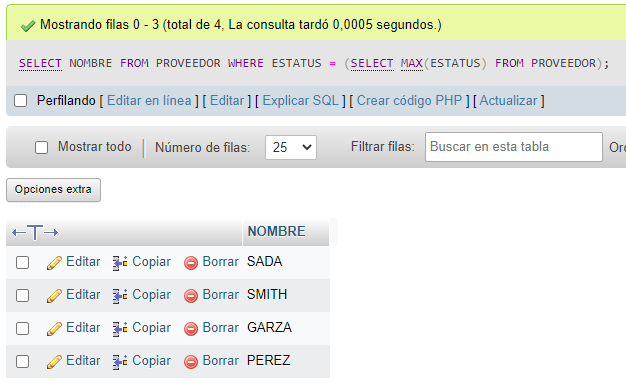 Mostrando filas 0 - 3 (total de 4, La consulta tardó 0,0005 segundos.)
SELECT NOMBRE FROM PROVEEDOR WHERE ESTATUS = (SELECT MAX(ESTATUS) FROM PROVEEDOR);
Perfilando [ Editar en línea ] [ Editar ] [ Explicar SQL ] [ Crear código PHP ] [ Actualizar ]
Mostrar todo Número de filas: 25 Filtrar filas: Buscar en esta tabla Ord
Opciones extra
←T→ NOMBRE
Editar Copiar Borrar SADA
Editar Copiar Borrar SMITH
Editar Copiar Borrar GARZA
Editar Copiar Borrar PEREZ